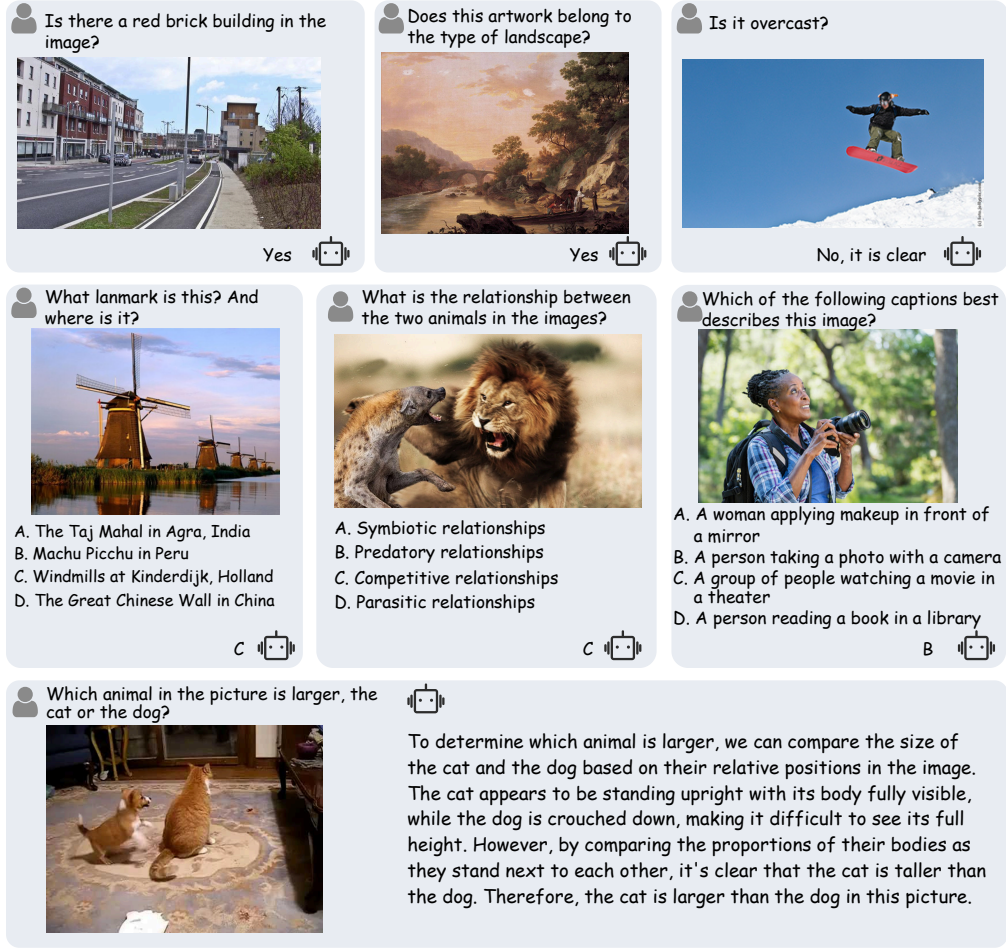 Is there a red brick building in the
image?
Yes
Does this artwork belong to
the type of landscape?
Yes
Is it overcast?
No, it is clear
What lanmark is this? And
where is it?
A. The Taj Mahal in Agra, India
B. Machu Picchu in Peru
C. Windmills at Kinderdijk, Holland
D. The Great Chinese Wall in China
C
What is the relationship between
the two animals in the images?
A. Symbiotic relationships
B. Predatory relationships
C. Competitive relationships
D. Parasitic relationships
C
Which of the following captions best
describes this image?
A. A woman applying makeup in front of
a mirror
B. A person taking a photo with a camera
C. A group of people watching a movie in
a theater
D. A person reading a book in a library
B
Which animal in the picture is larger, the
cat or the dog?
To determine which animal is larger, we can compare the size of
the cat and the dog based on their relative positions in the image.
The cat appears to be standing upright with its body fully visible,
while the dog is crouched down, making it difficult to see its full
height. However, by comparing the proportions of their bodies as
they stand next to each other, it's clear that the cat is taller than
the dog. Therefore, the cat is larger than the dog in this picture.